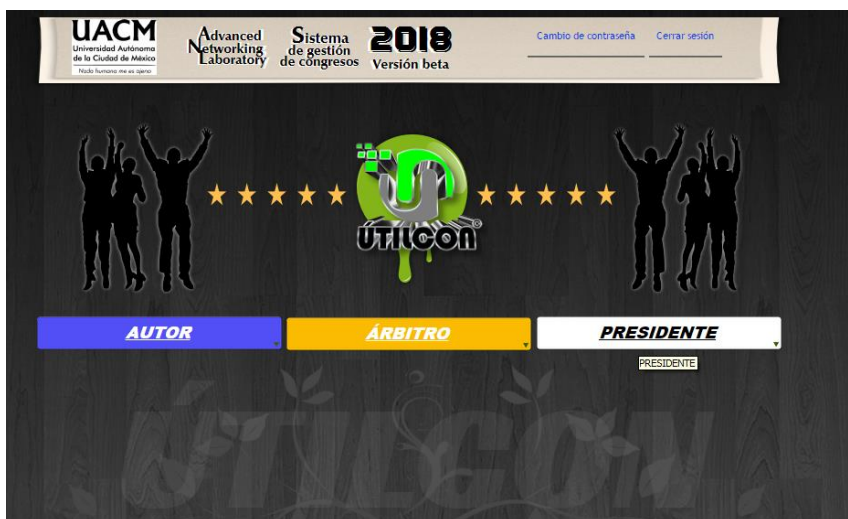 UACM
Universidad Autónoma
de la Ciudad de México
Nada humano me es ajeno
Advanced
Networking
Laboratory
Sistema
de gestión
de congresos
2018
Versión beta
Cambio de contraseña
Cerrar sesión
ÚTILCON
®
AUTOR
ÁRBITRO
PRESIDENTE
PRESIDENTE
ÚTILCON